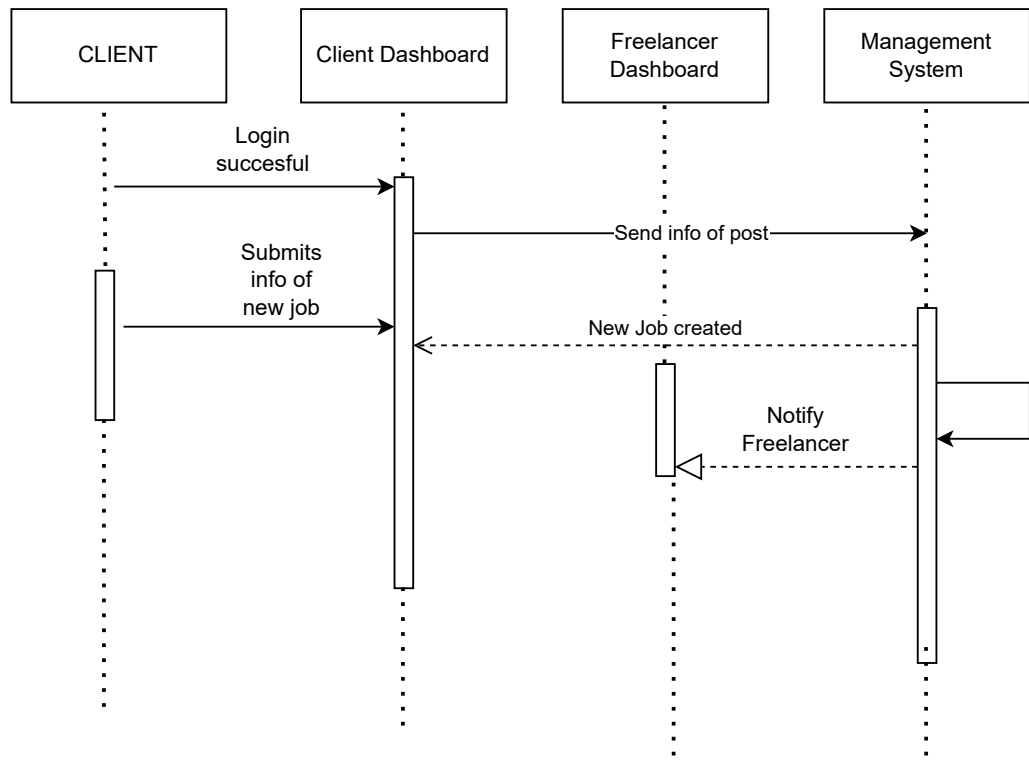 CLIENT
Client Dashboard
Freelancer
Dashboard
Management
System
Login
succesful
Send info of post
Submits
info of
new job
New Job created
Notify
Freelancer